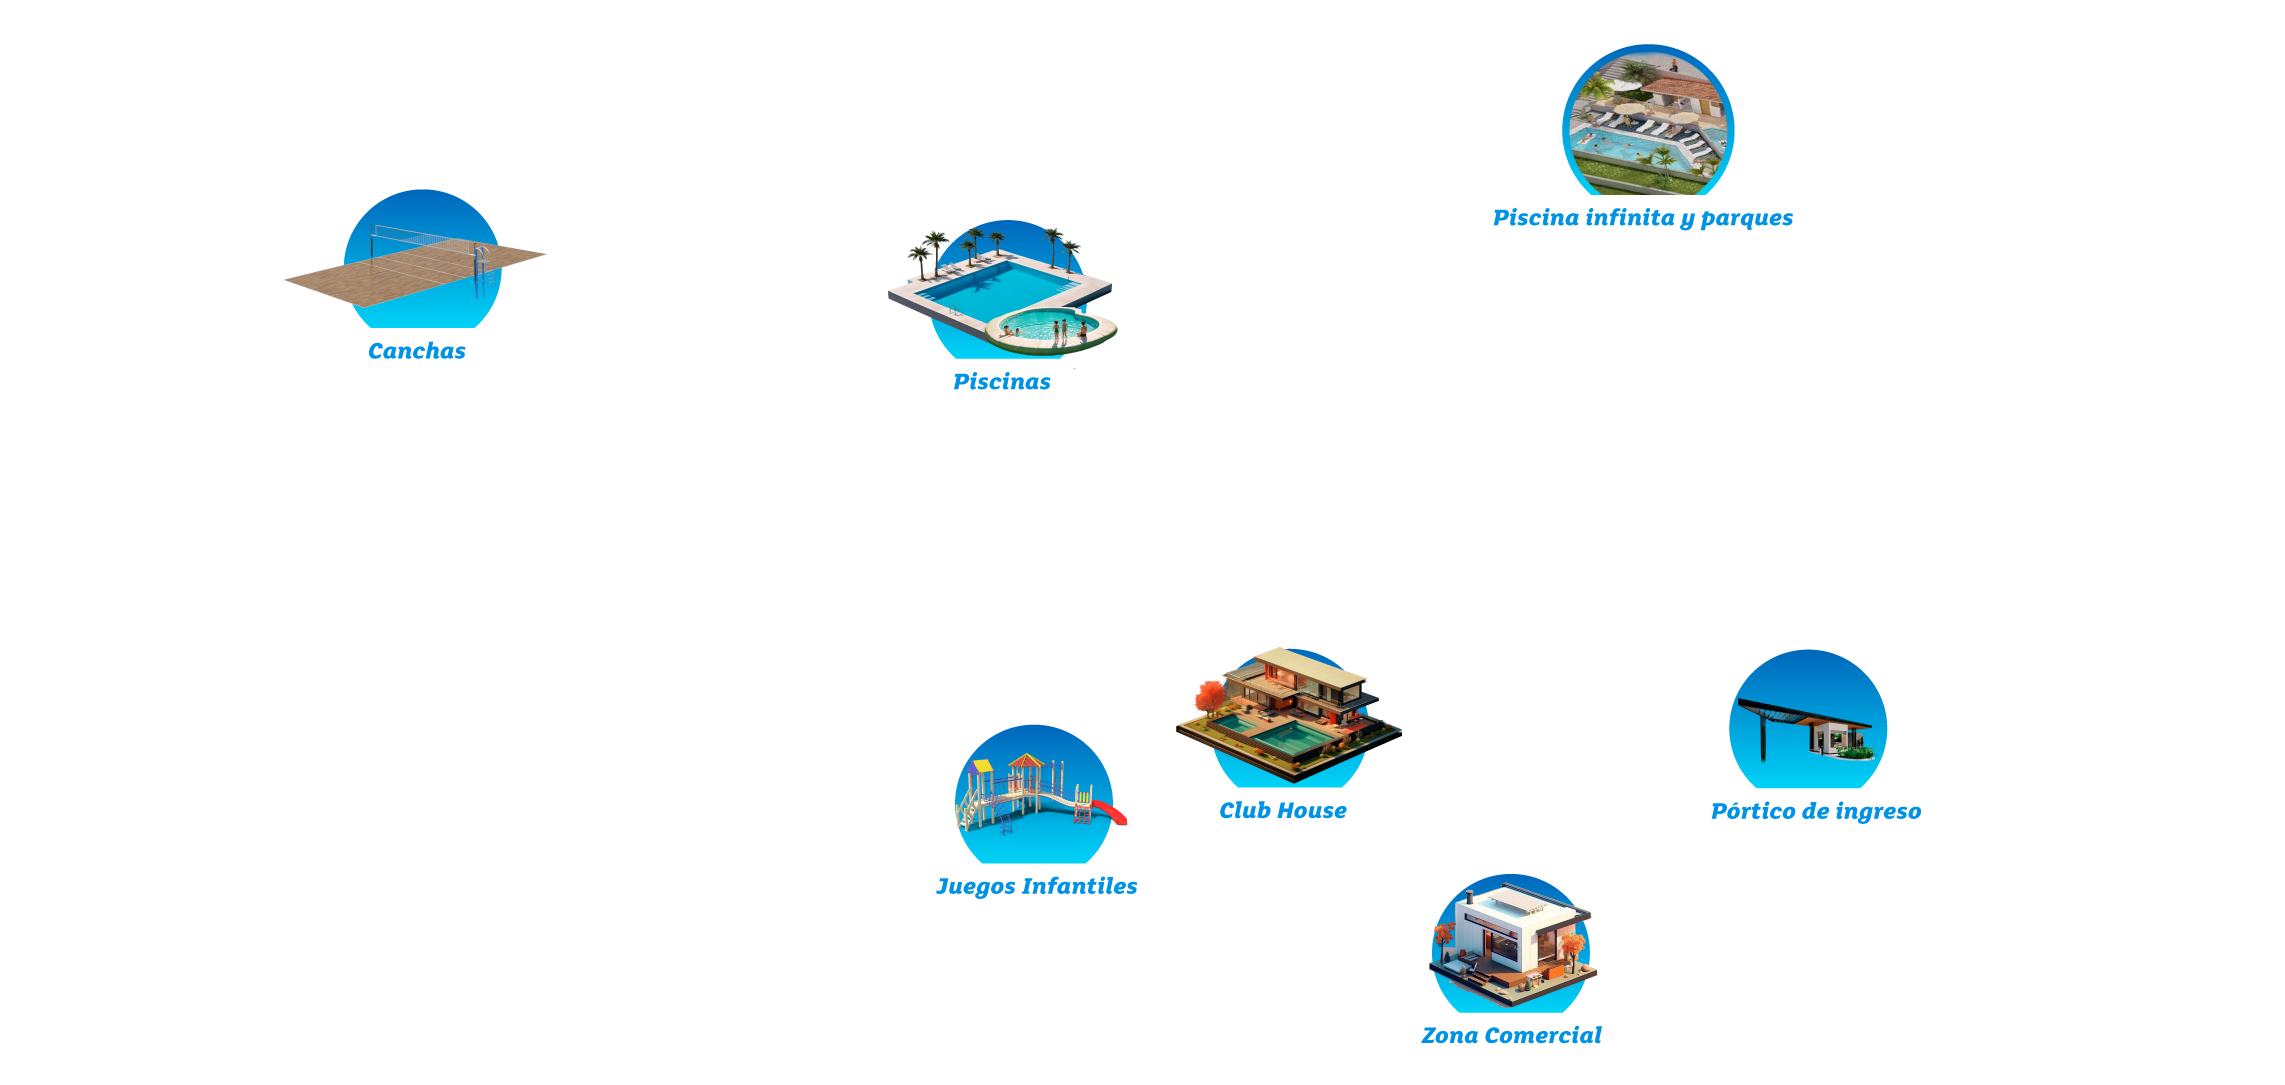 Piscina infinita y parques
Canchas
Piscinas
Club House
Pórtico de ingreso
Juegos Infantiles
Zona Comercial